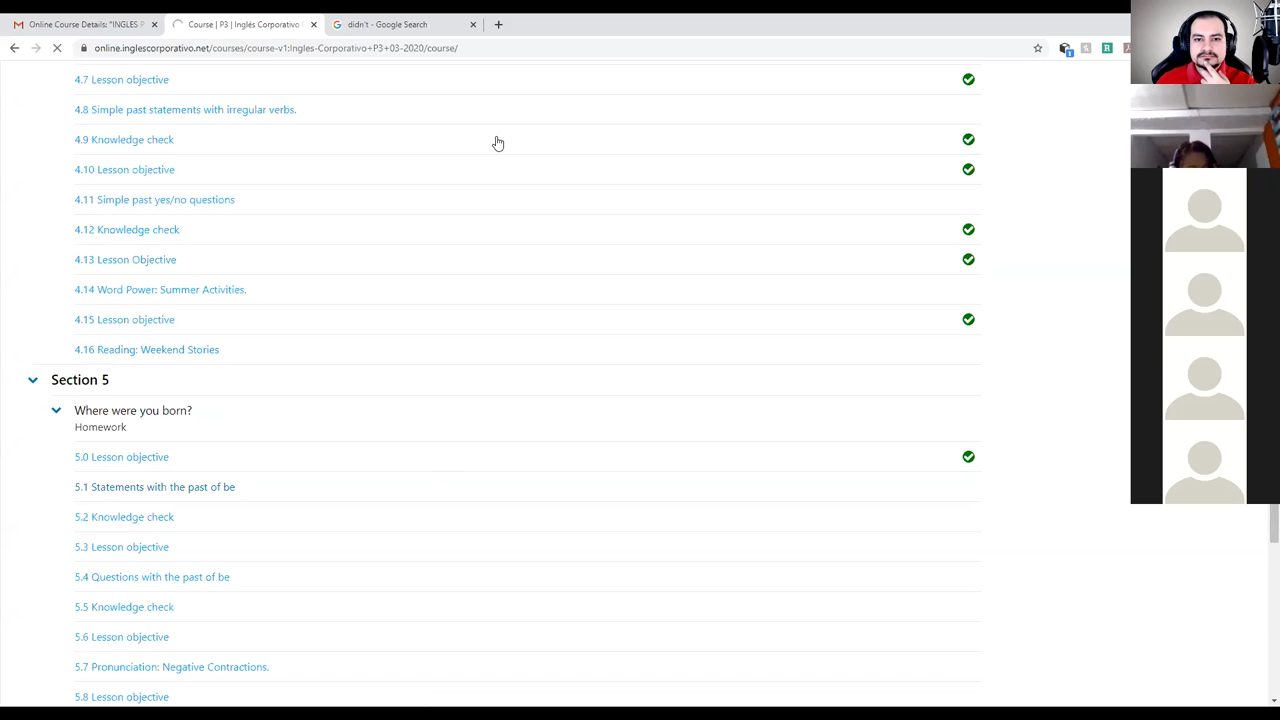 Online Course Details: "INGLES P
Course | P3 | Inglés Corporativo
didn't - Google Search
online.inglescorporativo.net/courses/course-v1:Ingles-Corporativo+P3+03-2020/course/
4.7 Lesson objective
4.8 Simple past statements with irregular verbs.
4.9 Knowledge check
4.10 Lesson objective
4.11 Simple past yes/no questions
4.12 Knowledge check
4.13 Lesson Objective
4.14 Word Power: Summer Activities.
4.15 Lesson objective
4.16 Reading: Weekend Stories
Section 5
Where were you born?
Homework
5.0 Lesson objective
5.1 Statements with the past of be
5.2 Knowledge check
5.3 Lesson objective
5.4 Questions with the past of be
5.5 Knowledge check
5.6 Lesson objective
5.7 Pronunciation: Negative Contractions.
5.8 Lesson objective